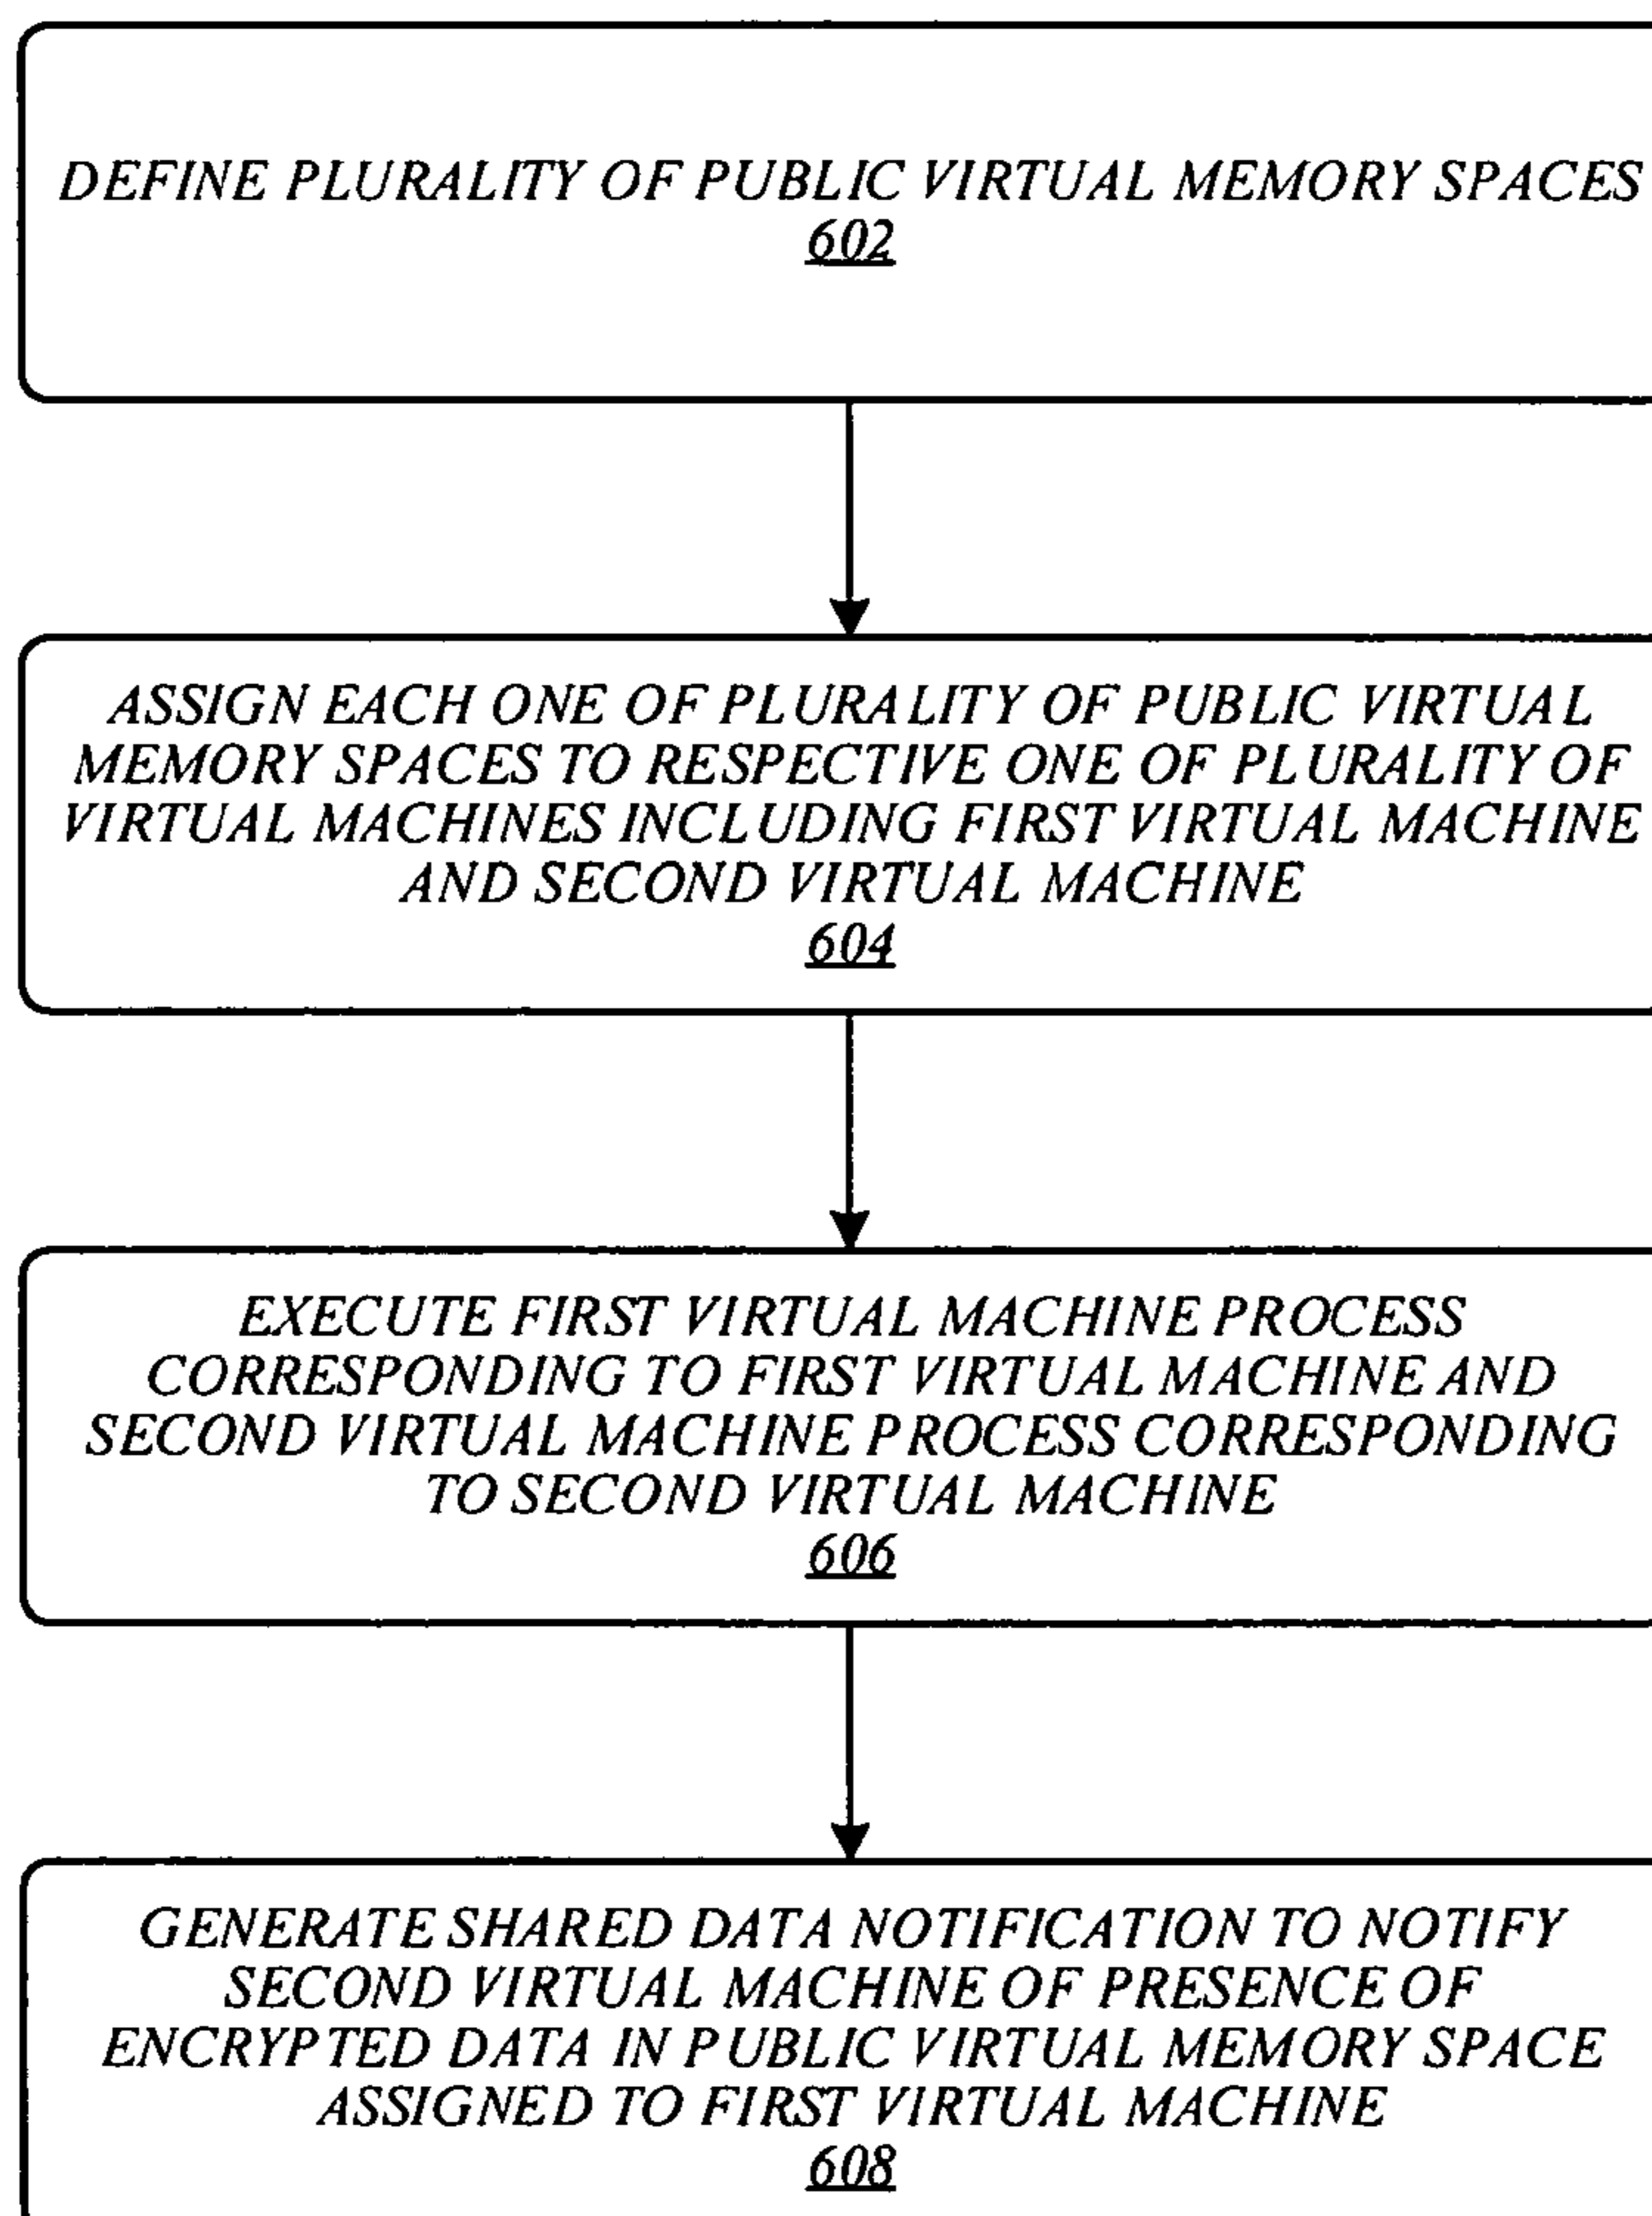 DEFINE PLURALITY OF PUBLIC VIRTUAL MEMORY SPACES
602
ASSIGN EACH ONE OF PLURALITY OF PUBLIC VIRTUAL
MEMORY SPACES TO RESPECTIVE ONE OF PLURALITY OF
VIRTUAL MACHINES INCLUDING FIRST VIRTUAL MACHINE
AND SECOND VIRTUAL MACHINE
604
EXECUTE FIRST VIRTUAL MACHINE PROCESS
CORRESPONDING TO FIRST VIRTUAL MACHINE AND
SECOND VIRTUAL MACHINE PROCESS CORRESPONDING
TO SECOND VIRTUAL MACHINE
606
GENERATE SHARED DATA NOTIFICATION TO NOTIFY
SECOND VIRTUAL MACHINE OF PRESENCE OF
ENCRYPTED DATA IN PUBLIC VIRTUAL MEMORY SPACE
ASSIGNED TO FIRST VIRTUAL MACHINE
608